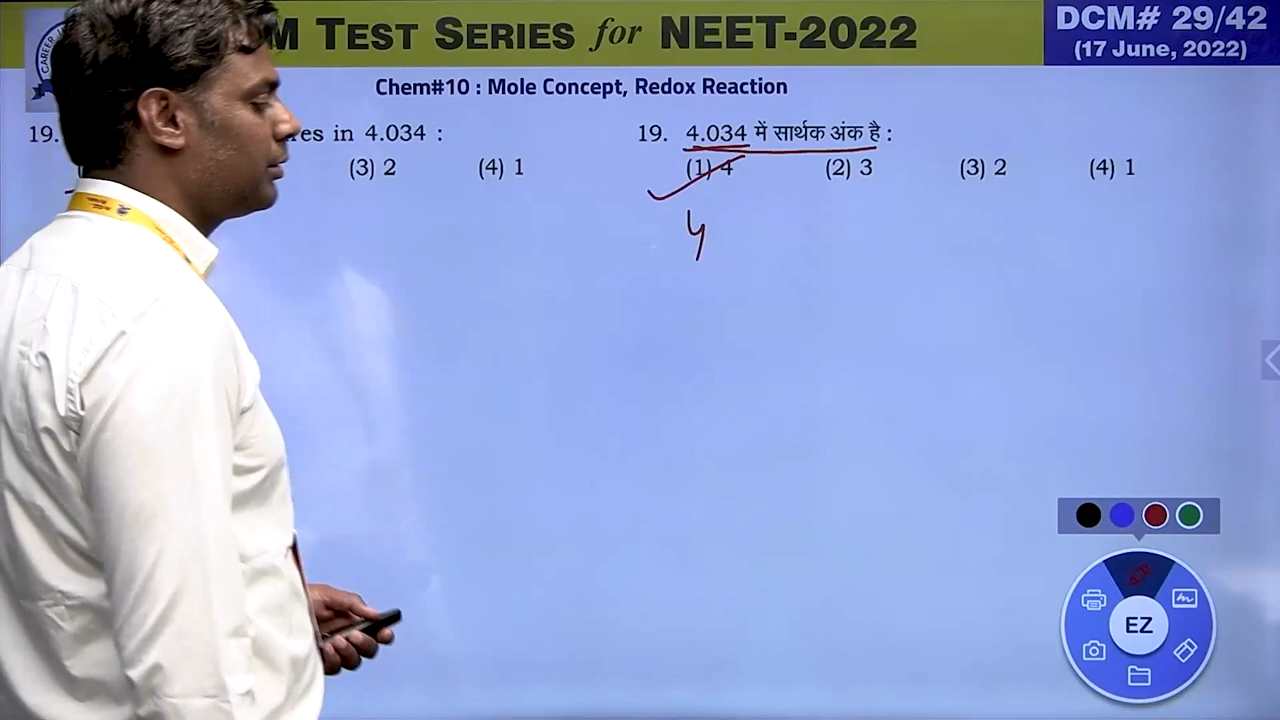 M TEST SERIES for NEET-2022
DCM# 29/42
(17 June, 2022)
CAREER
Chem#10 : Mole Concept, Redox Reaction
19. res in 4.034 :
(3) 2 (4) 1
19. 4.034 में सार्थक अंक है :
(1) 4 (2) 3 (3) 2 (4) 1
4
EZ